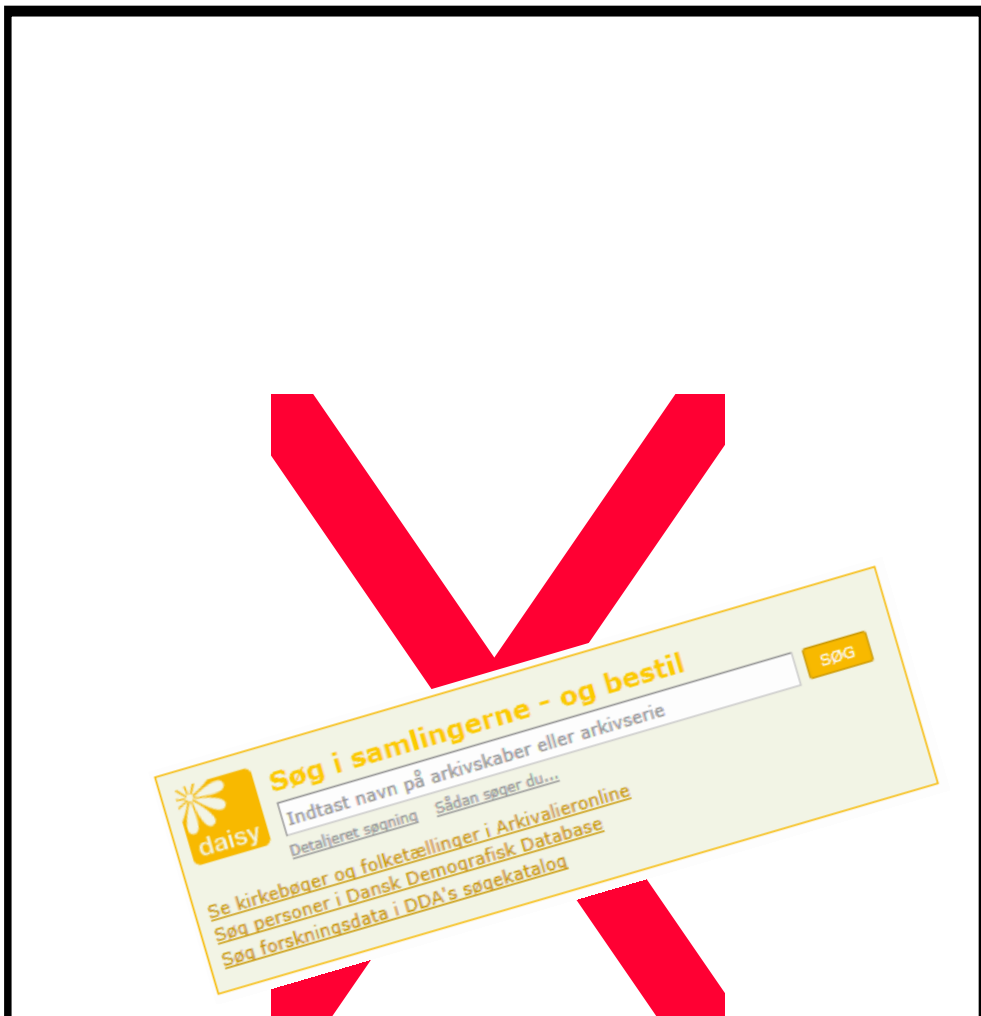 Søg i samlingerne - og bestil
Indtast navn på arkivskaber eller arkivserie
SØG
daisy
Detaljeret søgning Sådan søger du...
Se kirkebøger og folketællinger i Arkivalieronline
Søg personer i Dansk Demografisk Database
Søg forskningsdata i DDA's søgekatalog